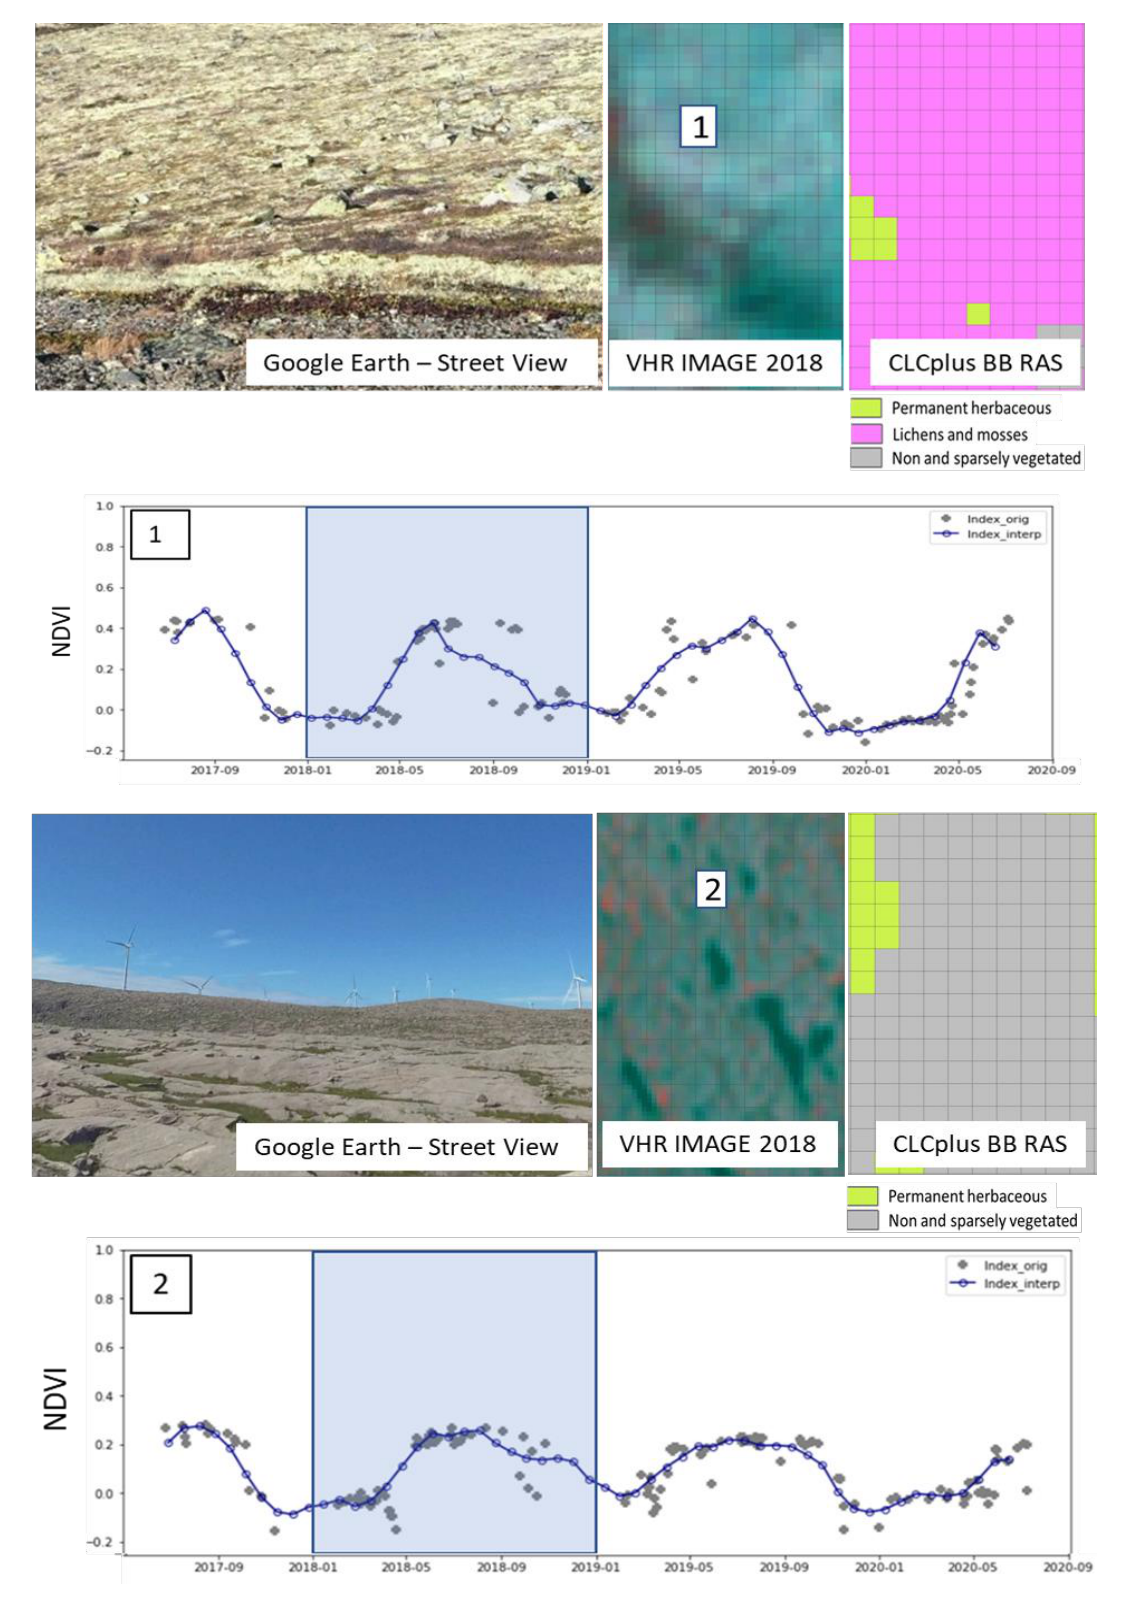 1
Google Earth – Street View
VHR IMAGE 2018
CLCplus BB RAS
Permanent herbaceous
Lichens and mosses
Non and sparsely vegetated
1
Index_orig
Index_interp
NDVI
1.0
0.8
0.6
0.4
0.2
0.0
−0.2
2017-09 2018-01 2018-05 2018-09 2019-01 2019-05 2019-09 2020-01 2020-05 2020-09
2
Google Earth – Street View
VHR IMAGE 2018
CLCplus BB RAS
Permanent herbaceous
Non and sparsely vegetated
2
Index_orig
Index_interp
NDVI
1.0
0.8
0.6
0.4
0.2
0.0
−0.2
2017-09 2018-01 2018-05 2018-09 2019-01 2019-05 2019-09 2020-01 2020-05 2020-09